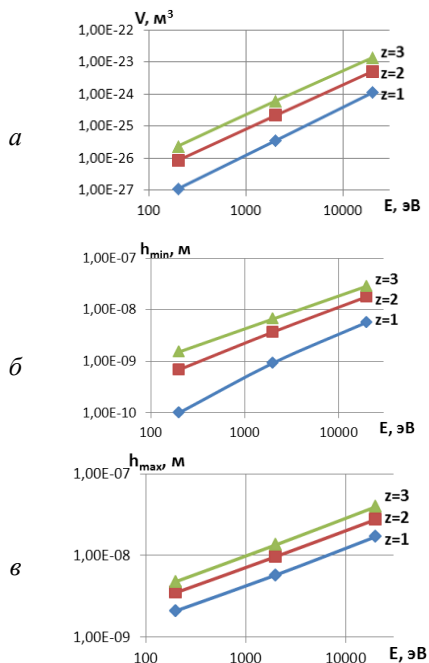 V, м³
1,00E-22
1,00E-23
1,00E-24
1,00E-25
1,00E-26
1,00E-27
z=3
z=2
z=1
100 1000 10000
E, эВ
а
h_min, м
1,00E-07
1,00E-08
1,00E-09
1,00E-10
z=3
z=2
z=1
100 1000 10000
E, эВ
б
h_max, м
1,00E-07
1,00E-08
1,00E-09
z=3
z=2
z=1
100 1000 10000
E, эВ
в